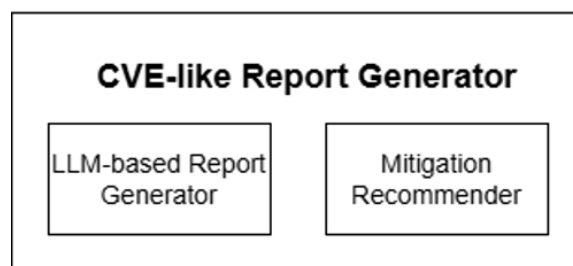 CVE-like Report Generator
LLM-based Report
Generator
Mitigation
Recommender